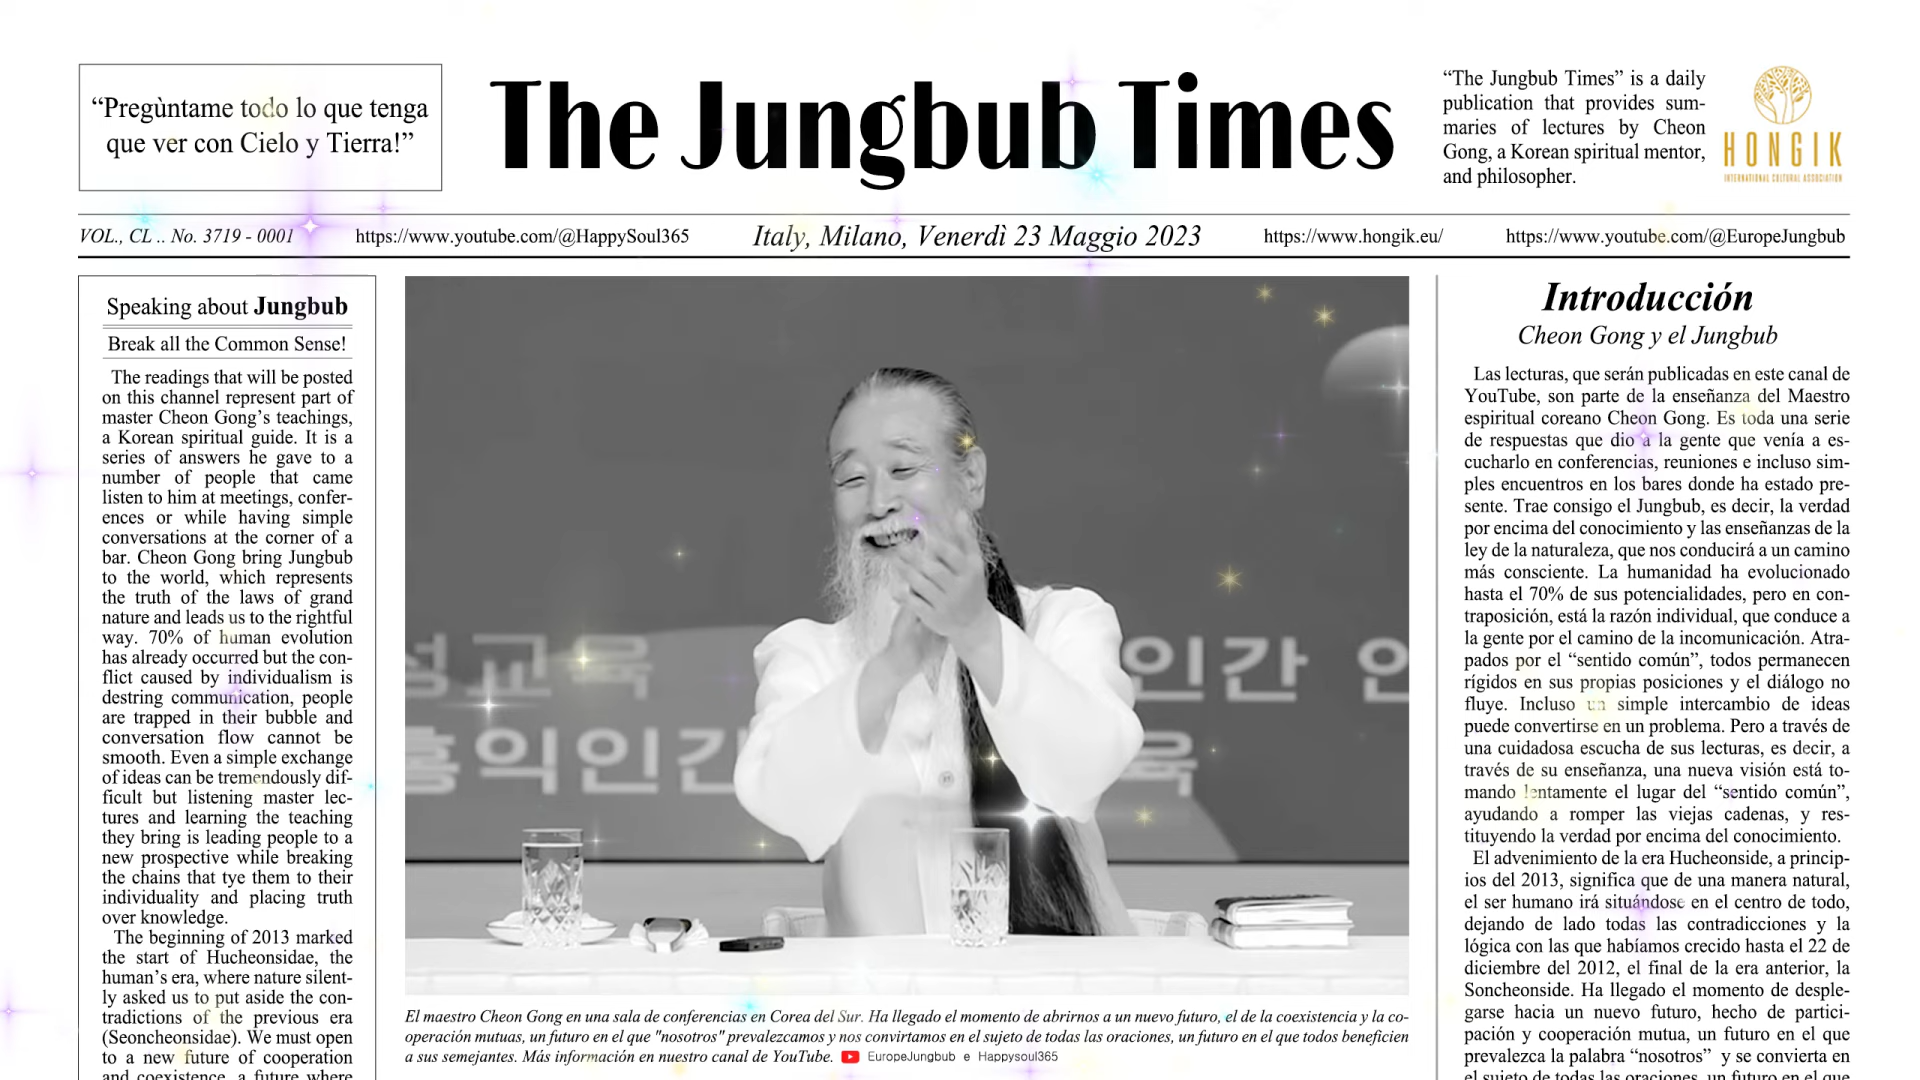 “Pregùntame todo lo que tenga
que ver con Cielo y Tierra!”
The Jungbub Times
“The Jungbub Times” is a daily
publication that provides sum-
maries of lectures by Cheon
Gong, a Korean spiritual mentor,
and philosopher.
HONGIK
INTERNATIONAL CULTURAL ASSOCIATION
VOL., CL .. No. 3719 - 0001
https://www.youtube.com/@HappySoul365
Italy, Milano, Venerdì 23 Maggio 2023
https://www.hongik.eu/
https://www.youtube.com/@EuropeJungbub
Speaking about Jungbub
Break all the Common Sense!
The readings that will be posted
on this channel represent part of
master Cheon Gong’s teachings,
a Korean spiritual guide. It is a
series of answers he gave to a
number of people that came
listen to him at meetings, confer-
ences or while having simple
conversations at the corner of a
bar. Cheon Gong bring Jungbub
to the world, which represents
the truth of the laws of grand
nature and leads us to the rightful
way. 70% of human evolution
has already occurred but the con-
flict caused by individualism is
destring communication, people
are trapped in their bubble and
conversation flow cannot be
smooth. Even a simple exchange
of ideas can be tremendously dif-
ficult but listening master lec-
tures and learning the teaching
they bring is leading people to a
new prospective while breaking
the chains that tye them to their
individuality and placing truth
over knowledge.
The beginning of 2013 marked
the start of Hucheonsidae, the
human’s era, where nature silent-
ly asked us to put aside the con-
tradictions of the previous era
(Seoncheonsidae). We must open
to a new future of cooperation
and coexistence, a future where
성교육
인간 인
홍익인간
육
El maestro Cheon Gong en una sala de conferencias en Corea del Sur. Ha llegado el momento de abrirnos a un nuevo futuro, el de la coexistencia y la co-
operación mutuas, un futuro en el que "nosotros" prevalezcamos y nos convirtamos en el sujeto de todas las oraciones, un futuro en el que todos beneficien
a sus semejantes. Más información en nuestro canal de YouTube. EuropeJungbub e Happysoul365
Introducción
Cheon Gong y el Jungbub
Las lecturas, que serán publicadas en este canal de
YouTube, son parte de la enseñanza del Maestro
espiritual coreano Cheon Gong. Es toda una serie
de respuestas que dio a la gente que venía a es-
cucharlo en conferencias, reuniones e incluso sim-
ples encuentros en los bares donde ha estado pre-
sente. Trae consigo el Jungbub, es decir, la verdad
por encima del conocimiento y las enseñanzas de la
ley de la naturaleza, que nos conducirá a un camino
más consciente. La humanidad ha evolucionado
hasta el 70% de sus potencialidades, pero en con-
traposición, está la razón individual, que conduce a
la gente por el camino de la incomunicación. Atra-
pados por el “sentido común”, todos permanecen
rígidos en sus propias posiciones y el diálogo no
fluye. Incluso un simple intercambio de ideas
puede convertirse en un problema. Pero a través de
una cuidadosa escucha de sus lecturas, es decir, a
través de su enseñanza, una nueva visión está to-
mando lentamente el lugar del “sentido común”,
ayudando a romper las viejas cadenas, y res-
tituyendo la verdad por encima del conocimiento.
El advenimiento de la era Hucheonside, a princip-
ios del 2013, significa que de una manera natural,
el ser humano irá situándose en el centro de todo,
dejando de lado todas las contradicciones y la
lógica con las que habíamos crecido hasta el 22 de
diciembre del 2012, el final de la era anterior, la
Soncheonside. Ha llegado el momento de desple-
garse hacia un nuevo futuro, hecho de partici-
pación y cooperación mutua, un futuro en el que
prevalezca la palabra “nosotros” y se convierta en
el sujeto de todas las oraciones, un futuro en el que